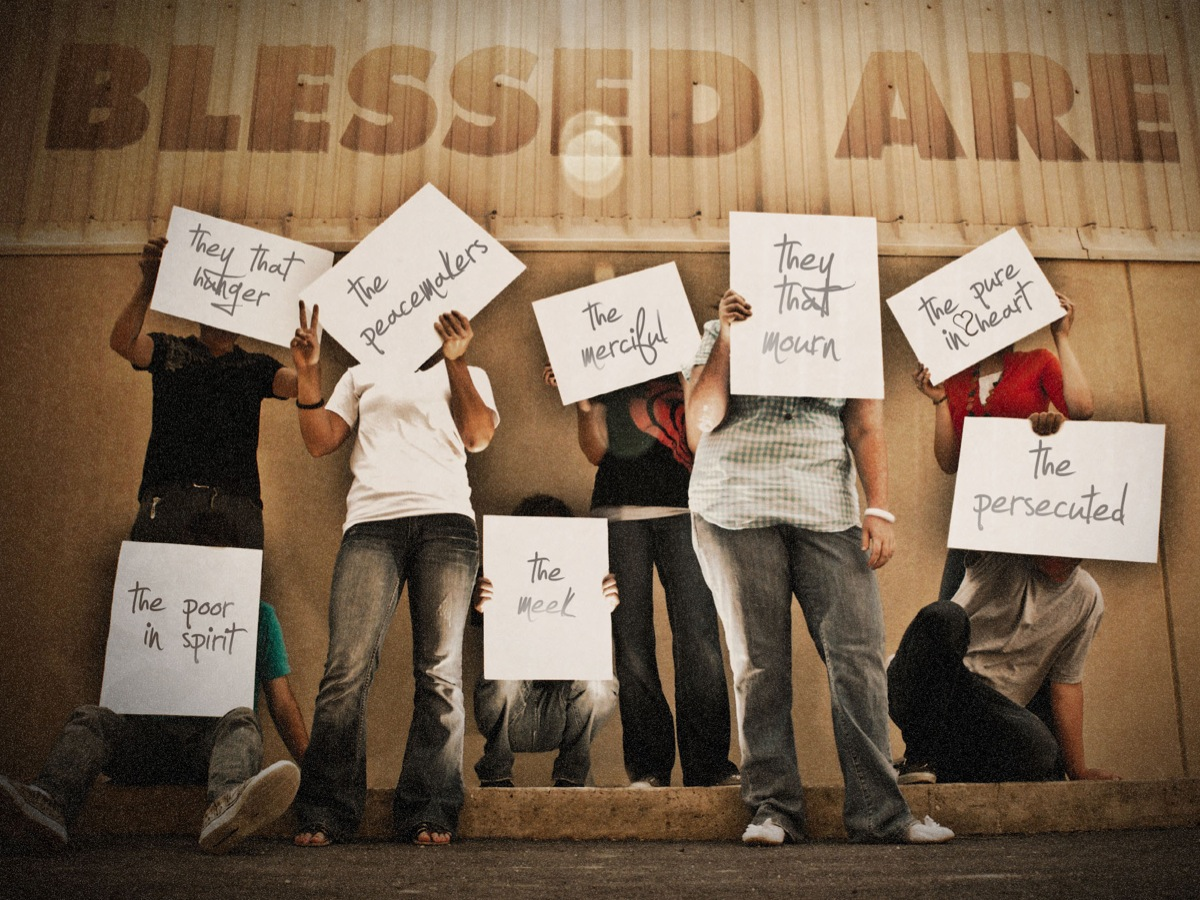 BLESSED ARE
they that
hunger
the
peacemakers
the
merciful
they
that
mourn
the pure
in heart
the
persecuted
the poor
in spirit
the
meek